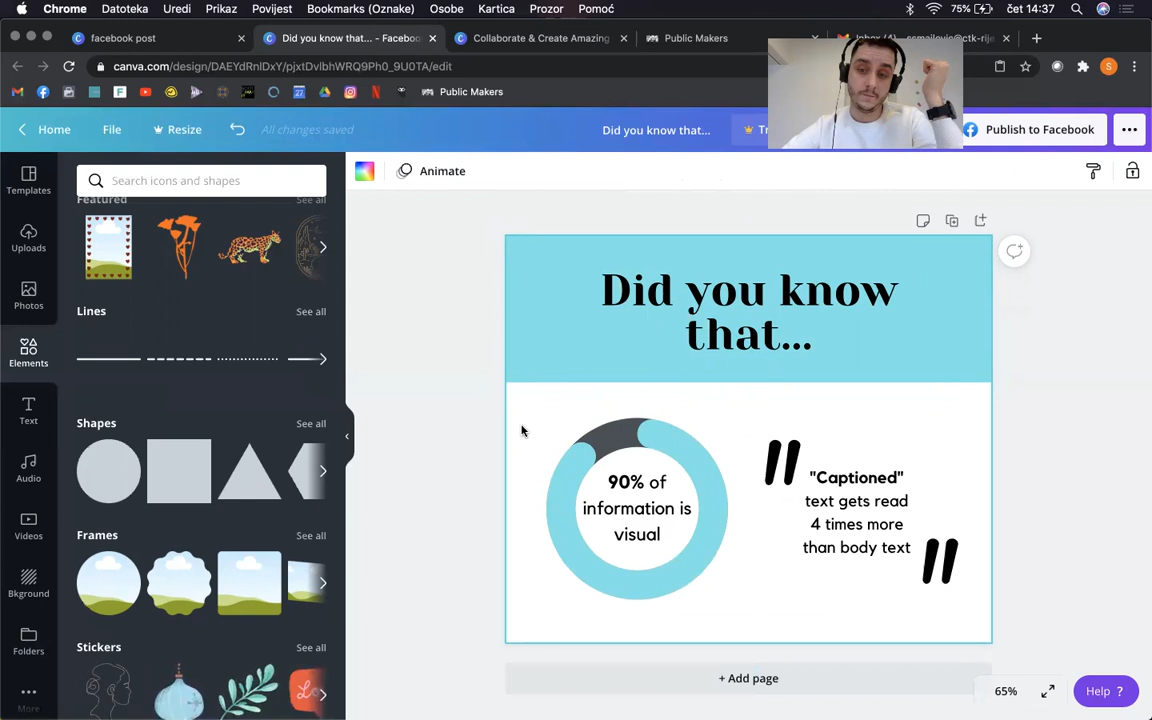 Chrome Datoteka Uredi Prikaz Povijest Bookmarks (Oznake) Osobe Kartica Prozor Pomoć 75% čet 14:37
facebook post Did you know that... - Faceboo Collaborate & Create Amazing Public Makers
canva.com/design/DAEYdRnlDxY/pjxtDvlbhWRQ9Ph0_9U0TA/edit S
Public Makers
Home File Resize All changes saved Did you know that... Publish to Facebook
Templates
Uploads
Photos
Elements
Text
Audio
Videos
Bkground
Folders
More
Search icons and shapes
Featured See all
Lines See all
Shapes See all
Frames See all
Stickers See all
Animate
Did you know
that...
90% of
information is
visual
"
"Captioned"
text gets read
4 times more
than body text
"
+ Add page
65% Help ?